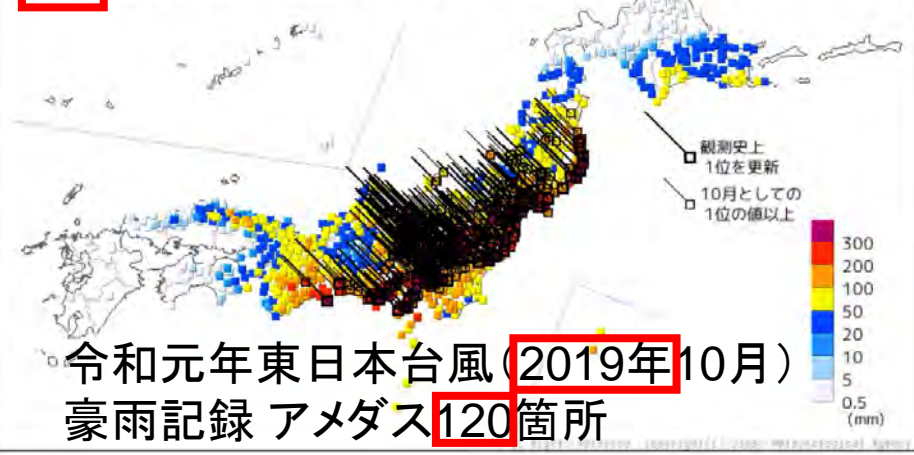 観測史上
1位を更新
10月としての
1位の値以上
300
200
100
50
20
10
5
0.5
(mm)
令和元年東日本台風(2019年10月)
豪雨記録 アメダス120箇所